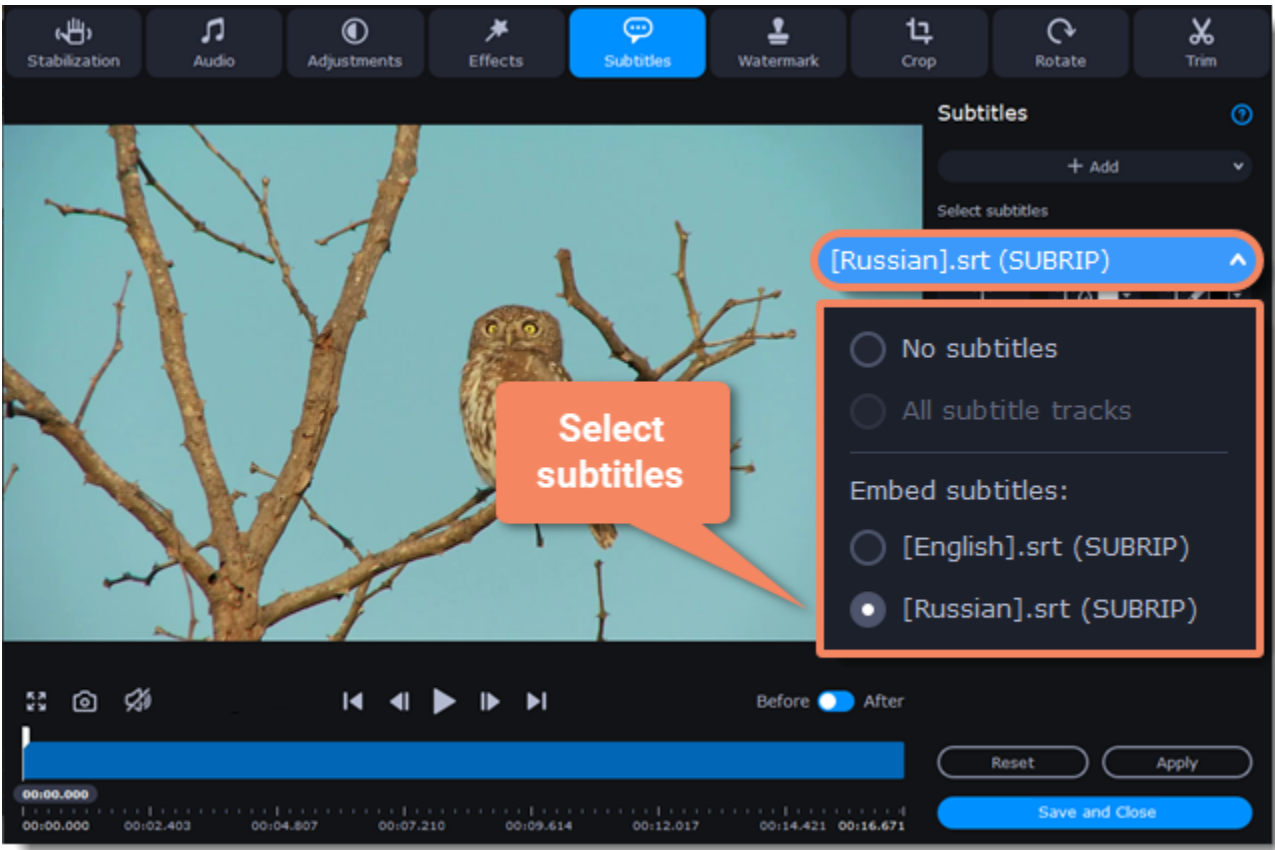 Stabilization
Audio
Adjustments
Effects
Subtitles
Watermark
Crop
Rotate
Trim
Subtitles
?
+ Add
Select subtitles
[Russian].srt (SUBRIP)
No subtitles
All subtitle tracks
Embed subtitles:
[English].srt (SUBRIP)
[Russian].srt (SUBRIP)
Select
subtitles
Before
After
Reset
Apply
Save and Close
00:00.000
00:00.000 00:02.403 00:04.807 00:07.210 00:09.614 00:12.017 00:14.421 00:16.671